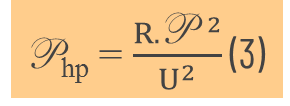 𝒫hp = R.𝒫² / U² (3)